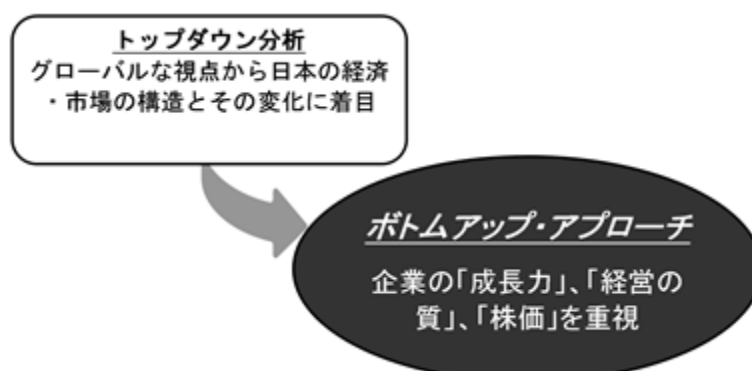 トップダウン分析
グローバルな視点から日本の経済
・市場の構造とその変化に着目
ボトムアップ・アプローチ
企業の「成長力」、「経営の
質」、「株価」を重視